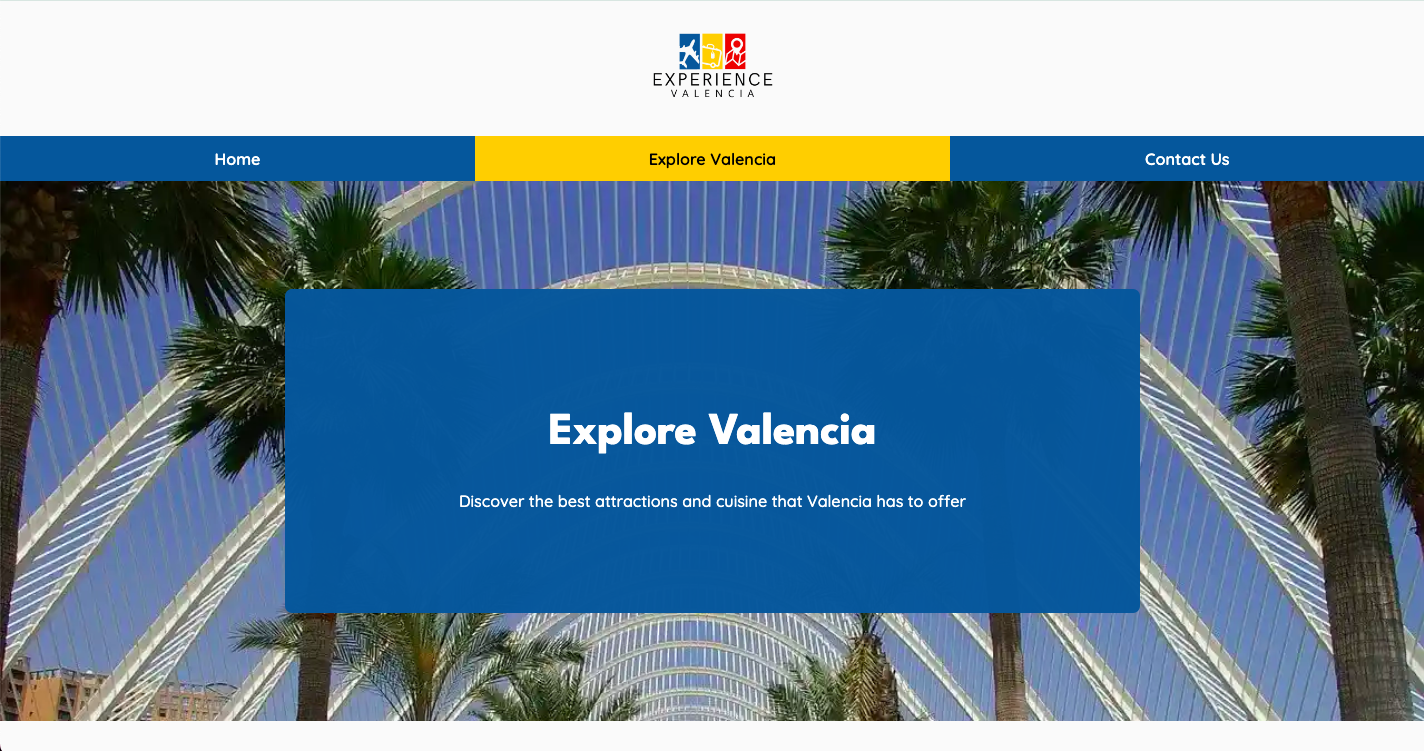 EXPERIENCE
VALENCIA
Home
Explore Valencia
Contact Us
Explore Valencia
Discover the best attractions and cuisine that Valencia has to offer